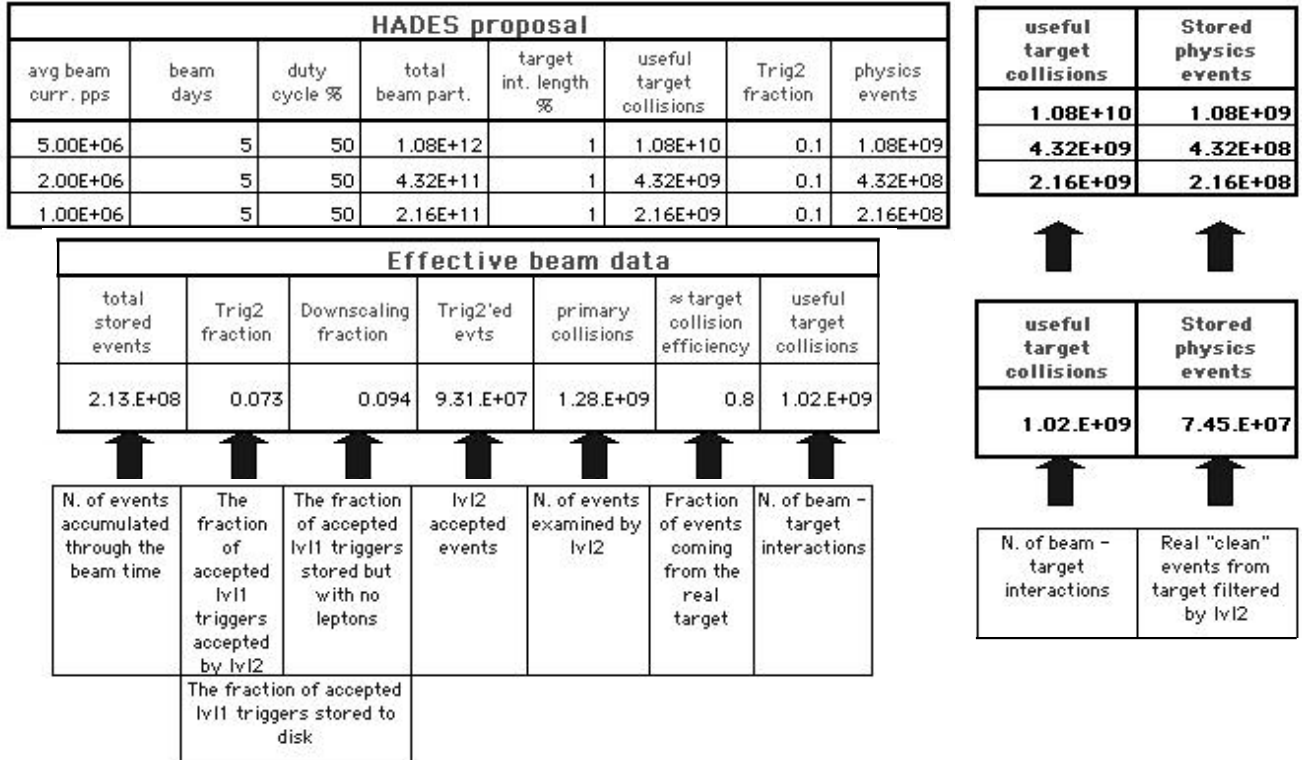 HADES proposal
avg beam curr. pps | beam days | duty cycle % | total beam part. | target int. length % | useful target collisions | Trig2 fraction | physics events
5.00E+06 | 5 | 50 | 1.08E+12 | 1 | 1.08E+10 | 0.1 | 1.08E+09
2.00E+06 | 5 | 50 | 4.32E+11 | 1 | 4.32E+09 | 0.1 | 4.32E+08
1.00E+06 | 5 | 50 | 2.16E+11 | 1 | 2.16E+09 | 0.1 | 2.16E+08
useful target collisions | Stored physics events
1.08E+10 | 1.08E+09
4.32E+09 | 4.32E+08
2.16E+09 | 2.16E+08
Effective beam data
total stored events | Trig2 fraction | Downscaling fraction | Trig2'ed evts | primary collisions | ≈ target collision efficiency | useful target collisions
2.13.E+08 | 0.073 | 0.094 | 9.31.E+07 | 1.28.E+09 | 0.8 | 1.02.E+09
N. of events accumulated through the beam time | The fraction of accepted lvl1 triggers accepted by lvl2 | The fraction of accepted lvl1 triggers stored but with no leptons | lvl2 accepted events | N. of events examined by lvl2 | Fraction of events coming from the real target | N. of beam - target interactions
The fraction of accepted lvl1 triggers stored to disk
useful target collisions | Stored physics events
1.02.E+09 | 7.45.E+07
N. of beam - target interactions | Real "clean" events from target filtered by lvl2